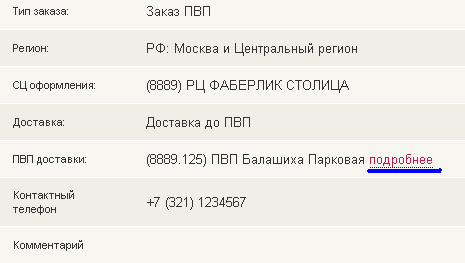 Тип заказа: Заказ ПВП
Регион: РФ: Москва и Центральный регион
СЦ оформления: (8889) РЦ ФАБЕРЛИК СТОЛИЦА
Доставка: Доставка до ПВП
ПВП доставки: (8889.125) ПВП Балашиха Парковая подробнее
Контактный
телефон
+7 (321) 1234567
Комментарий